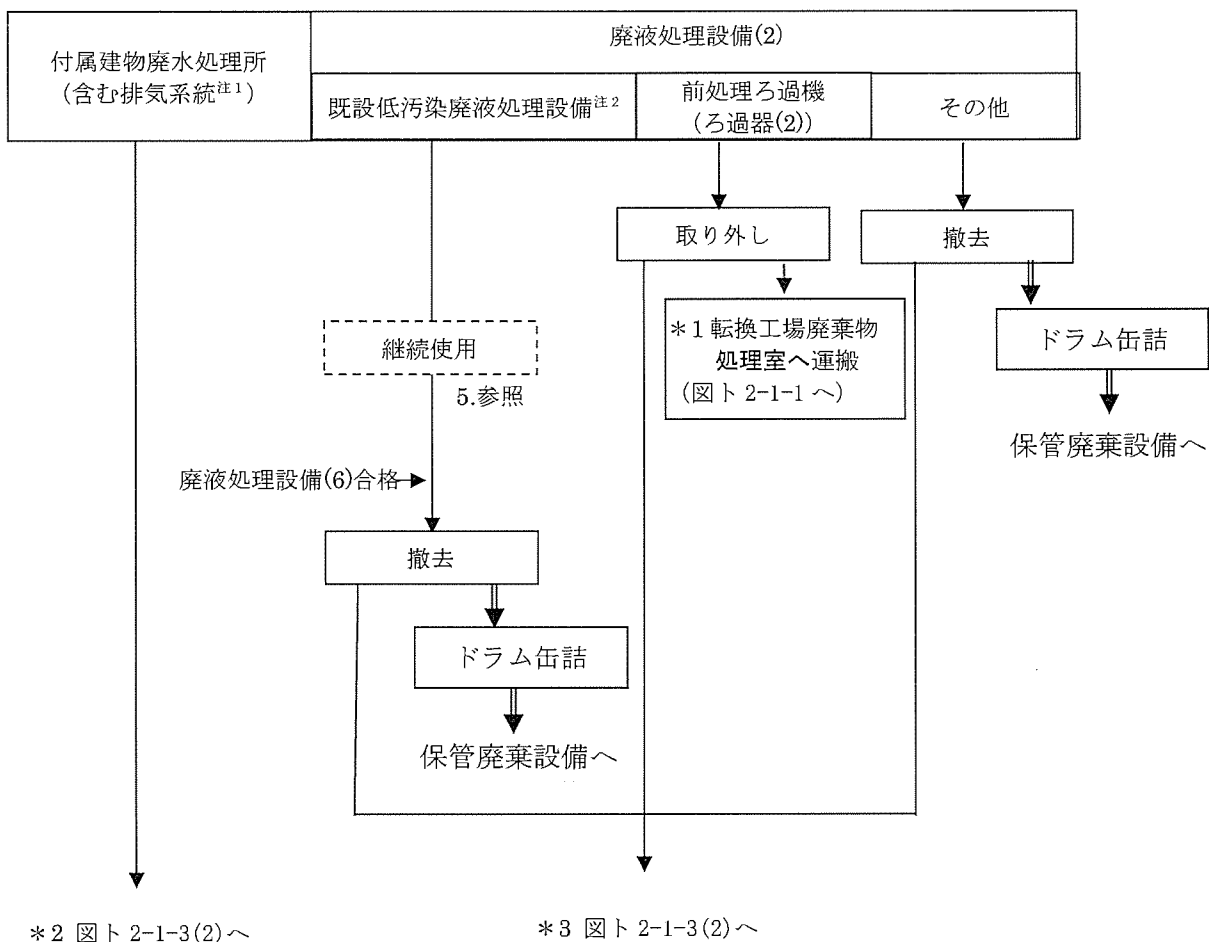 付属建物廃水処理所
(含む排気系統注1)
廃液処理設備(2)
既設低汚染廃液処理設備注2
前処理ろ過機
(ろ過器(2))
その他
取り外し
撤去
*1転換工場廃棄物
処理室へ運搬
(図ト2-1-1へ)
ドラム缶詰
保管廃棄設備へ
継続使用
5.参照
廃液処理設備(6)合格
撤去
ドラム缶詰
保管廃棄設備へ
*2 図ト2-1-3(2)へ
*3 図ト2-1-3(2)へ